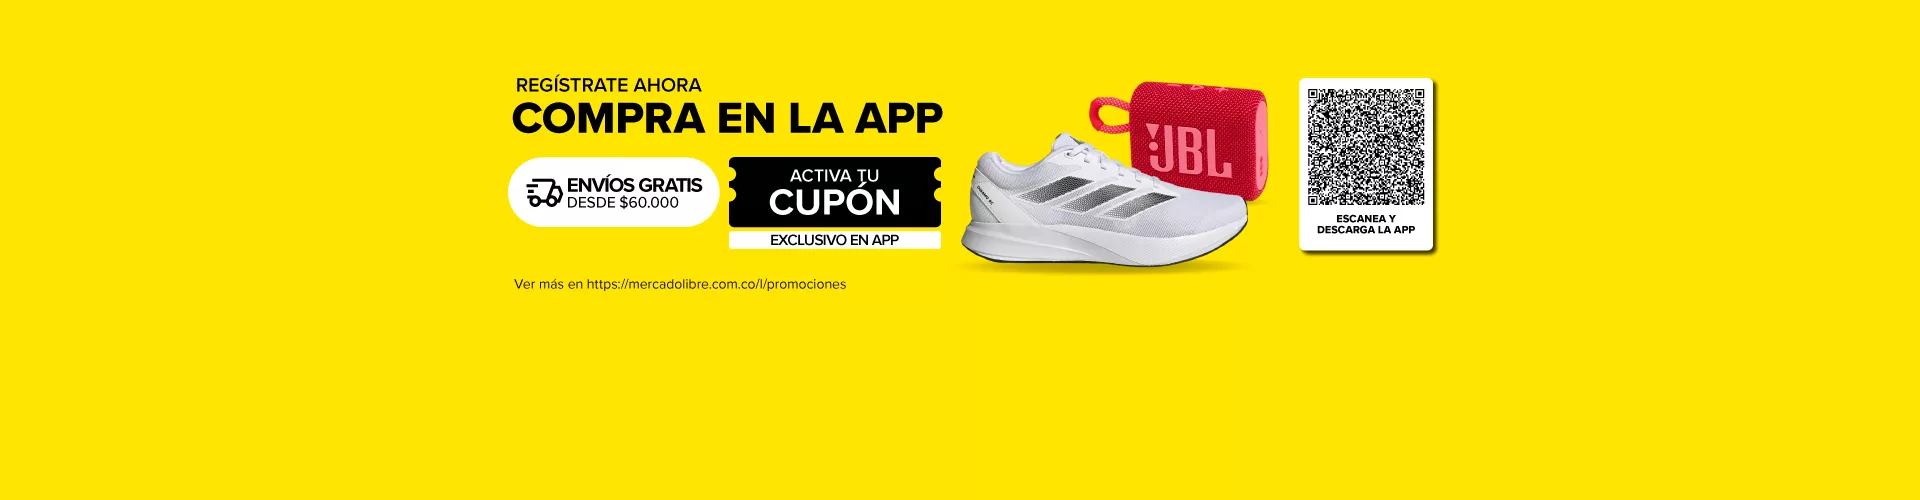 REGÍSTRATE AHORA
COMPRA EN LA APP
ENVÍOS GRATIS
DESDE $60.000
ACTIVA TU
CUPÓN
EXCLUSIVO EN APP
Ver más en https://mercadolibre.com.co/l/promociones
JBL
ESCANEA Y
DESCARGA LA APP